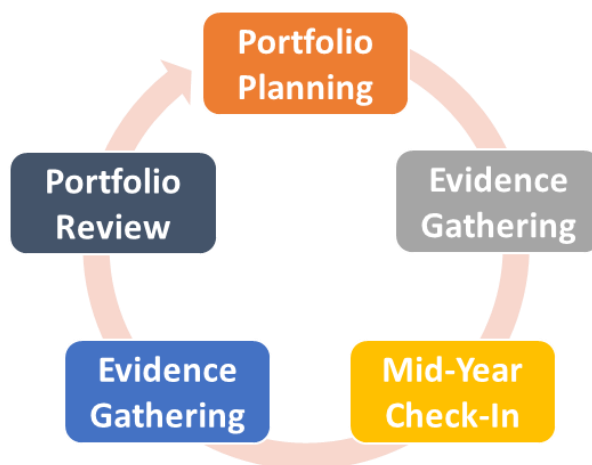 Portfolio
Planning
Evidence
Gathering
Mid-Year
Check-In
Evidence
Gathering
Portfolio
Review